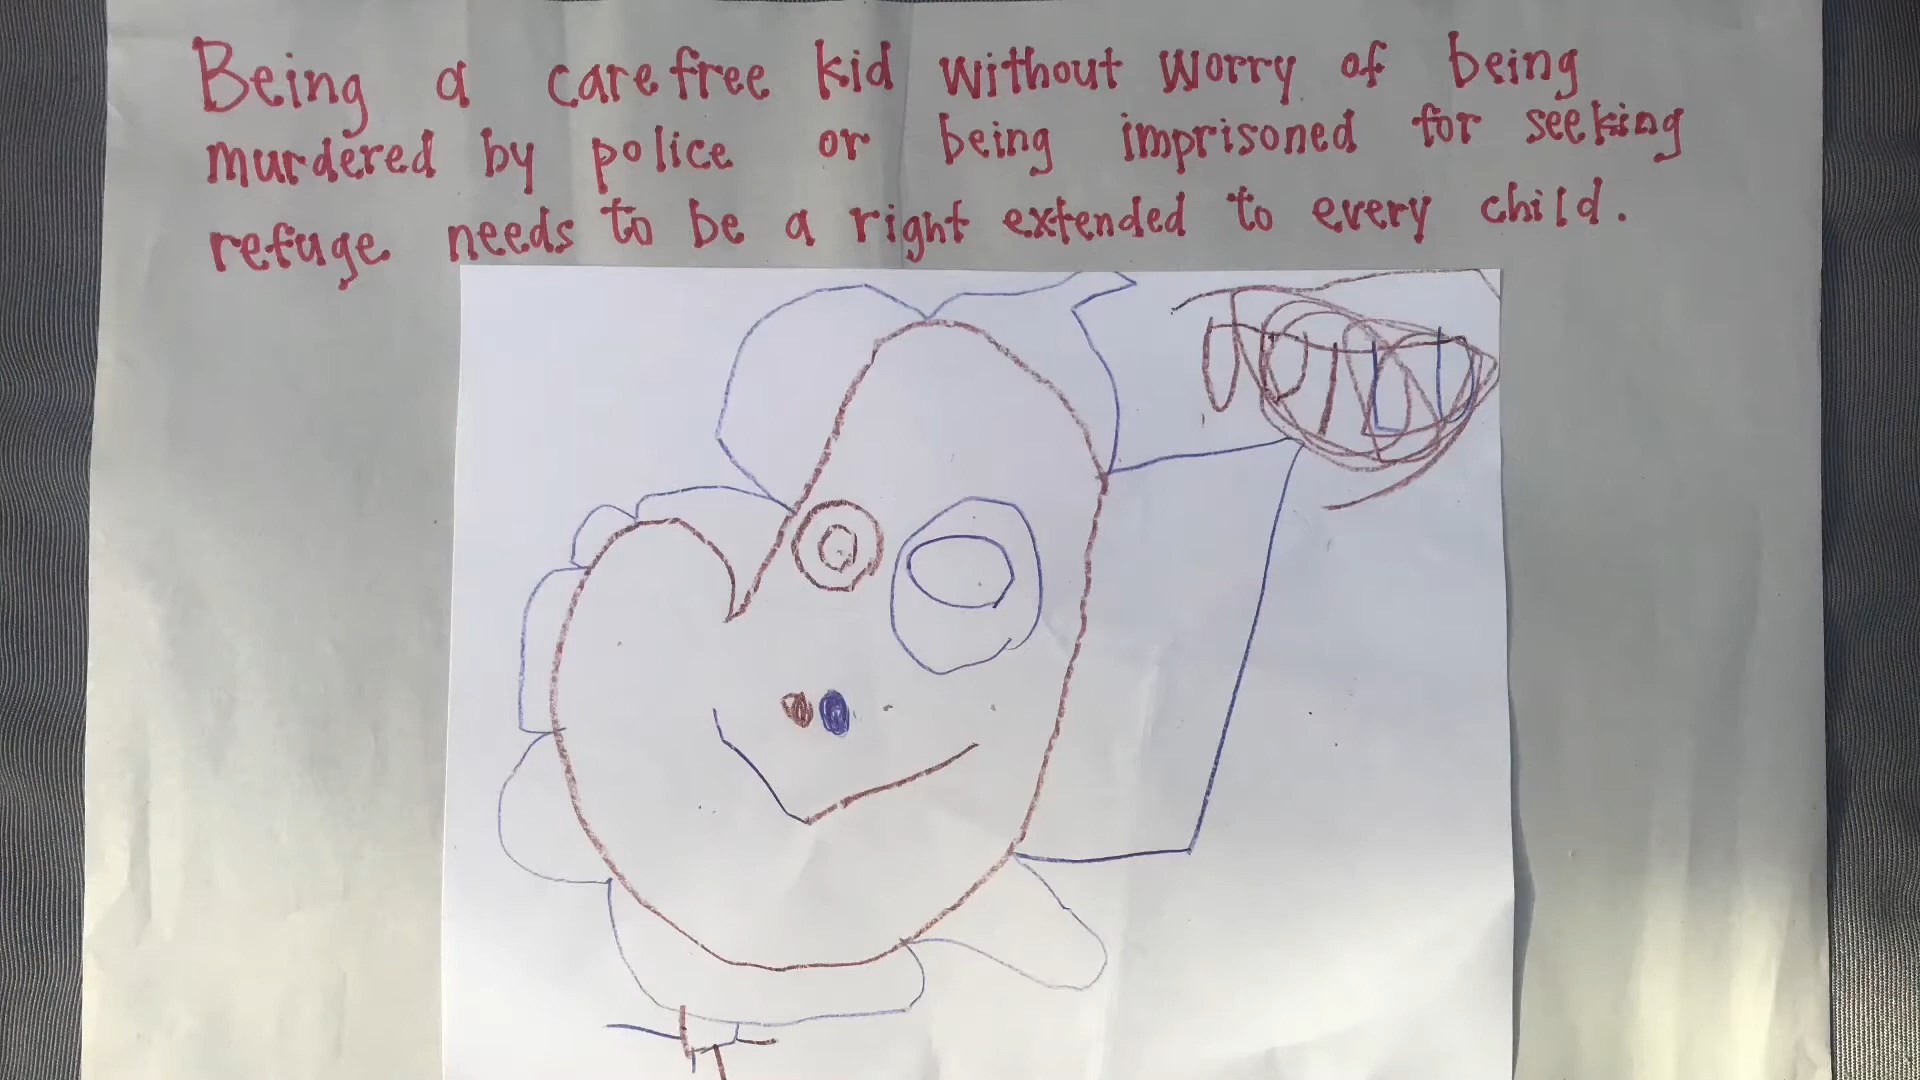 Being a carefree kid without worry of being
murdered by police or being imprisoned for seeking
refuge needs to be a right extended to every child.